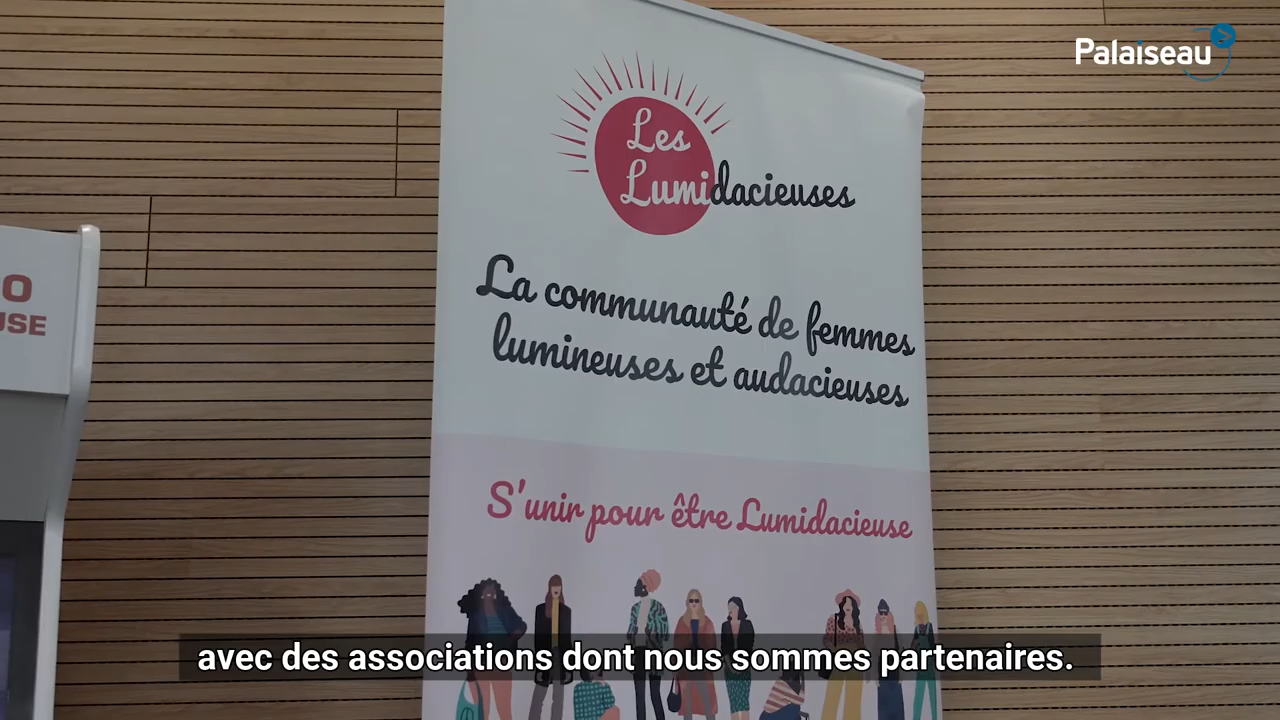 Palaiseau
Les
Lumidacieuses
La communauté de femmes
lumineuses et audacieuses
O
USE
S'unir pour être Lumidacieuse
avec des associations dont nous sommes partenaires.